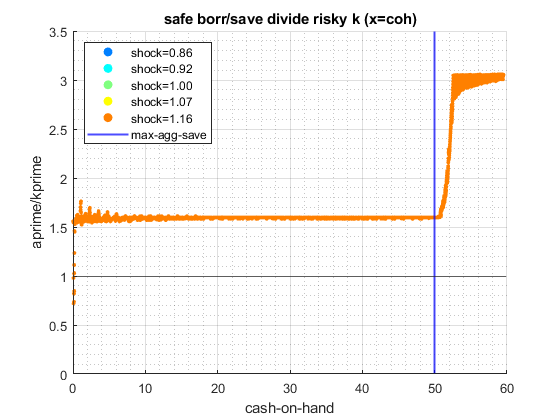 safe borr/save divide risky k (x=coh)
3.5
3
2.5
2
1.5
1
0.5
0
aprime/kprime
shock=0.86
shock=0.92
shock=1.00
shock=1.07
shock=1.16
max-agg-save
0 10 20 30 40 50 60
cash-on-hand